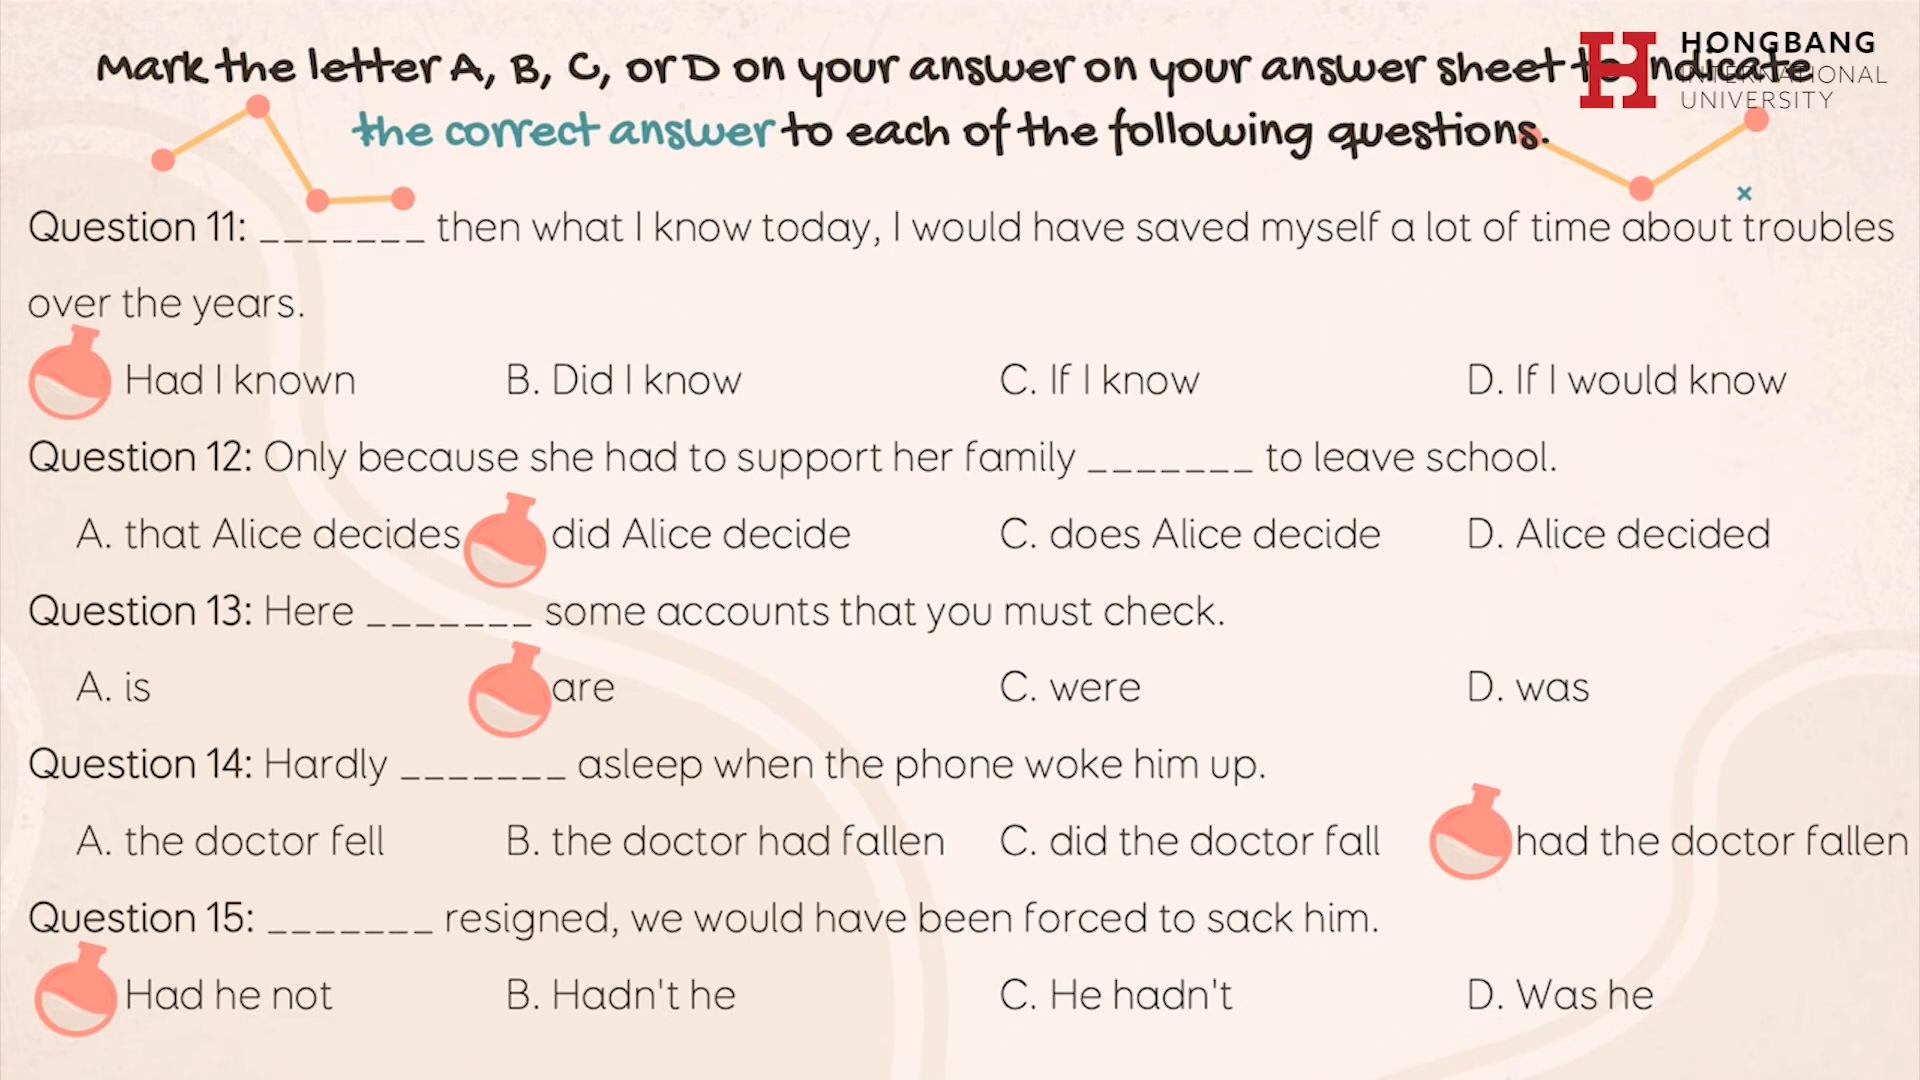 Mark the letter A, B, C, or D on your answer on your answer sheet to indicate
the correct answer to each of the following questions.
HONGBANG
INTERNATIONAL
UNIVERSITY
Question 11: _______ then what I know today, I would have saved myself a lot of time about troubles
over the years.
Had I known B. Did I know C. If I know D. If I would know
Question 12: Only because she had to support her family _______ to leave school.
A. that Alice decides did Alice decide C. does Alice decide D. Alice decided
Question 13: Here _______ some accounts that you must check.
A. is are C. were D. was
Question 14: Hardly _______ asleep when the phone woke him up.
A. the doctor fell B. the doctor had fallen C. did the doctor fall had the doctor fallen
Question 15: _______ resigned, we would have been forced to sack him.
Had he not B. Hadn't he C. He hadn't D. Was he